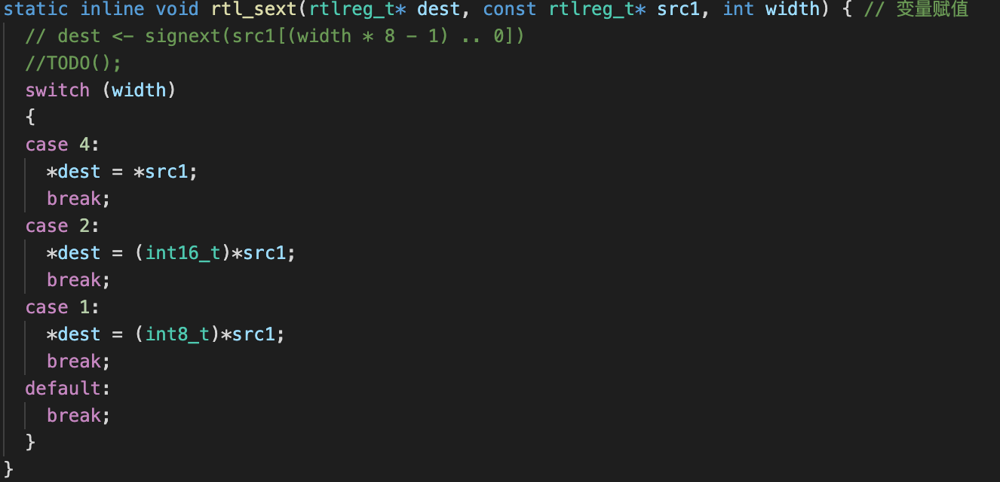 static inline void rtl_sext(rtlreg_t* dest, const rtlreg_t* src1, int width) { // 变量赋值
  // dest <- signext(src1[(width * 8 - 1) .. 0])
  //TODO();
  switch (width)
  {
  case 4:
    *dest = *src1;
    break;
  case 2:
    *dest = (int16_t)*src1;
    break;
  case 1:
    *dest = (int8_t)*src1;
    break;
  default:
    break;
  }
}